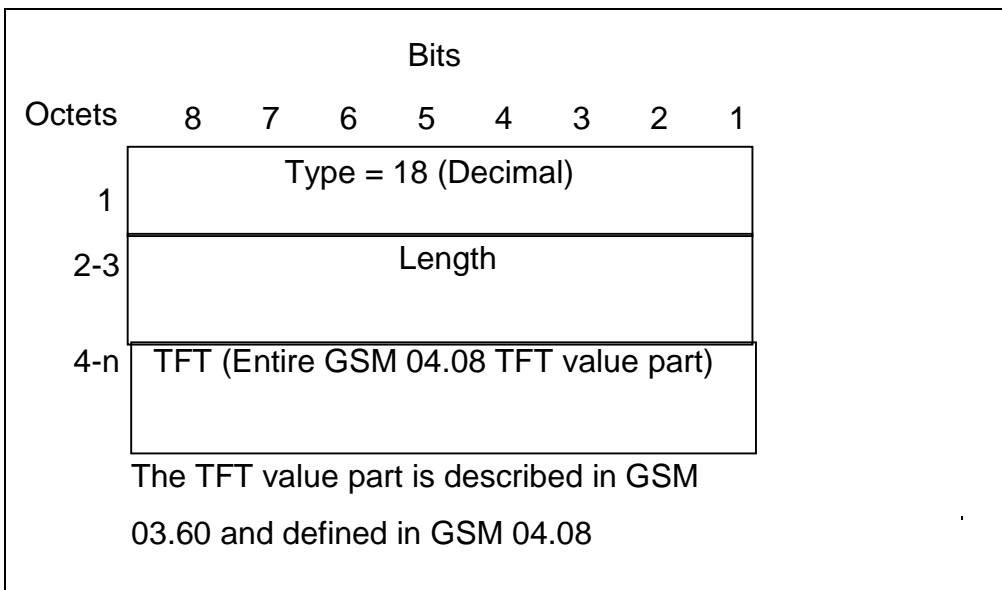 Bits
Octets 8 7 6 5 4 3 2 1
1 Type = 18 (Decimal)
2-3 Length
4-n TFT (Entire GSM 04.08 TFT value part)
The TFT value part is described in GSM
03.60 and defined in GSM 04.08